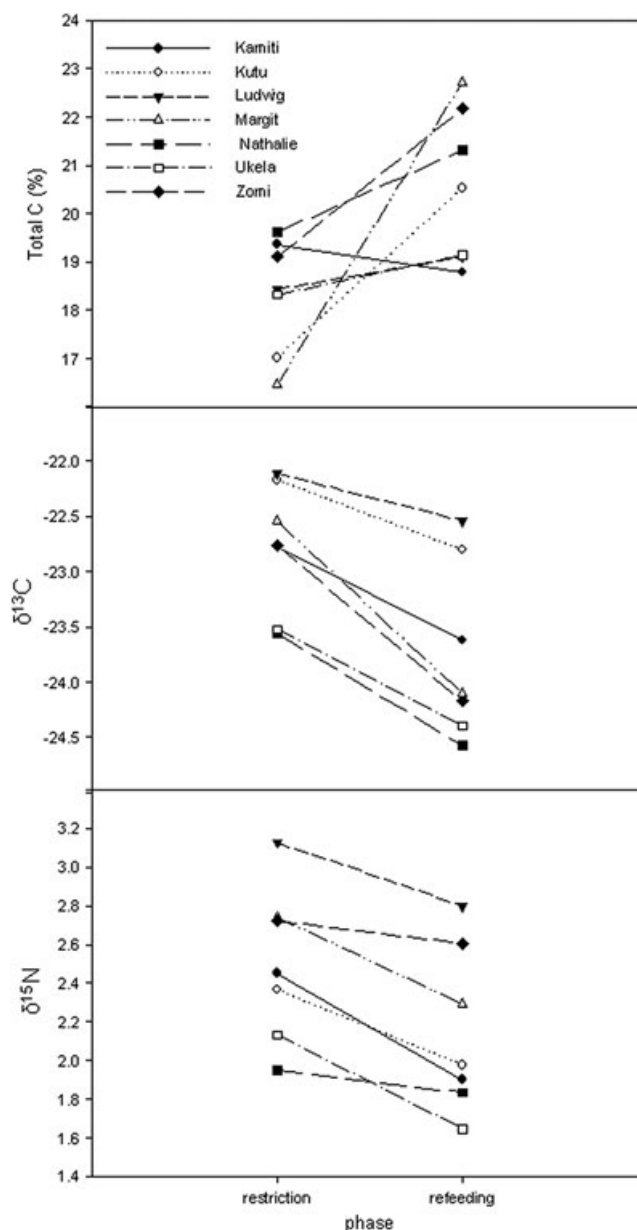 24
23
22
21
20
19
18
17
Total C (%)
Kamiti
Kutu
Ludwig
Margit
Nathalie
Ukela
Zomi
-22.0
-22.5
-23.0
-23.5
-24.0
-24.5
δ13C
3.2
3.0
2.8
2.6
2.4
2.2
2.0
1.8
1.6
1.4
δ15N
restriction refeeding
phase